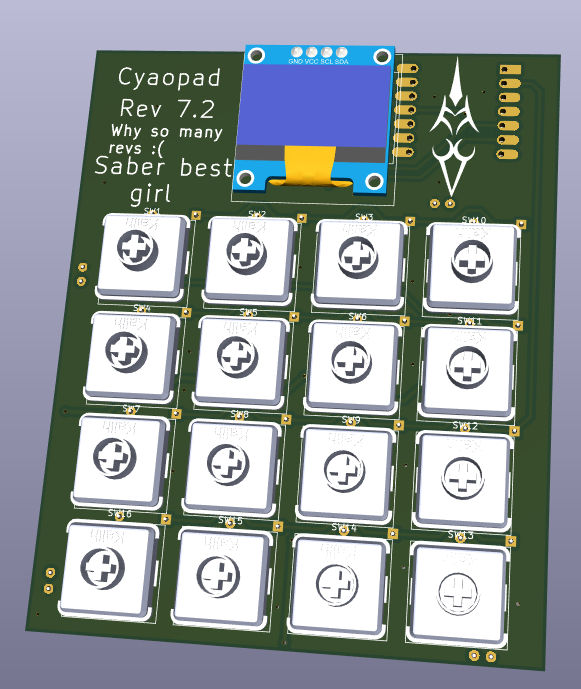 GND VCC SCL SDA
Cyaopad
Rev 7.2
Why so many
revs :(
Saber best
girl
SW1 SW2 SW3 SW10
SW4 SW5 SW6 SW11
SW7 SW8 SW9 SW12
SW16 SW15 SW14 SW13